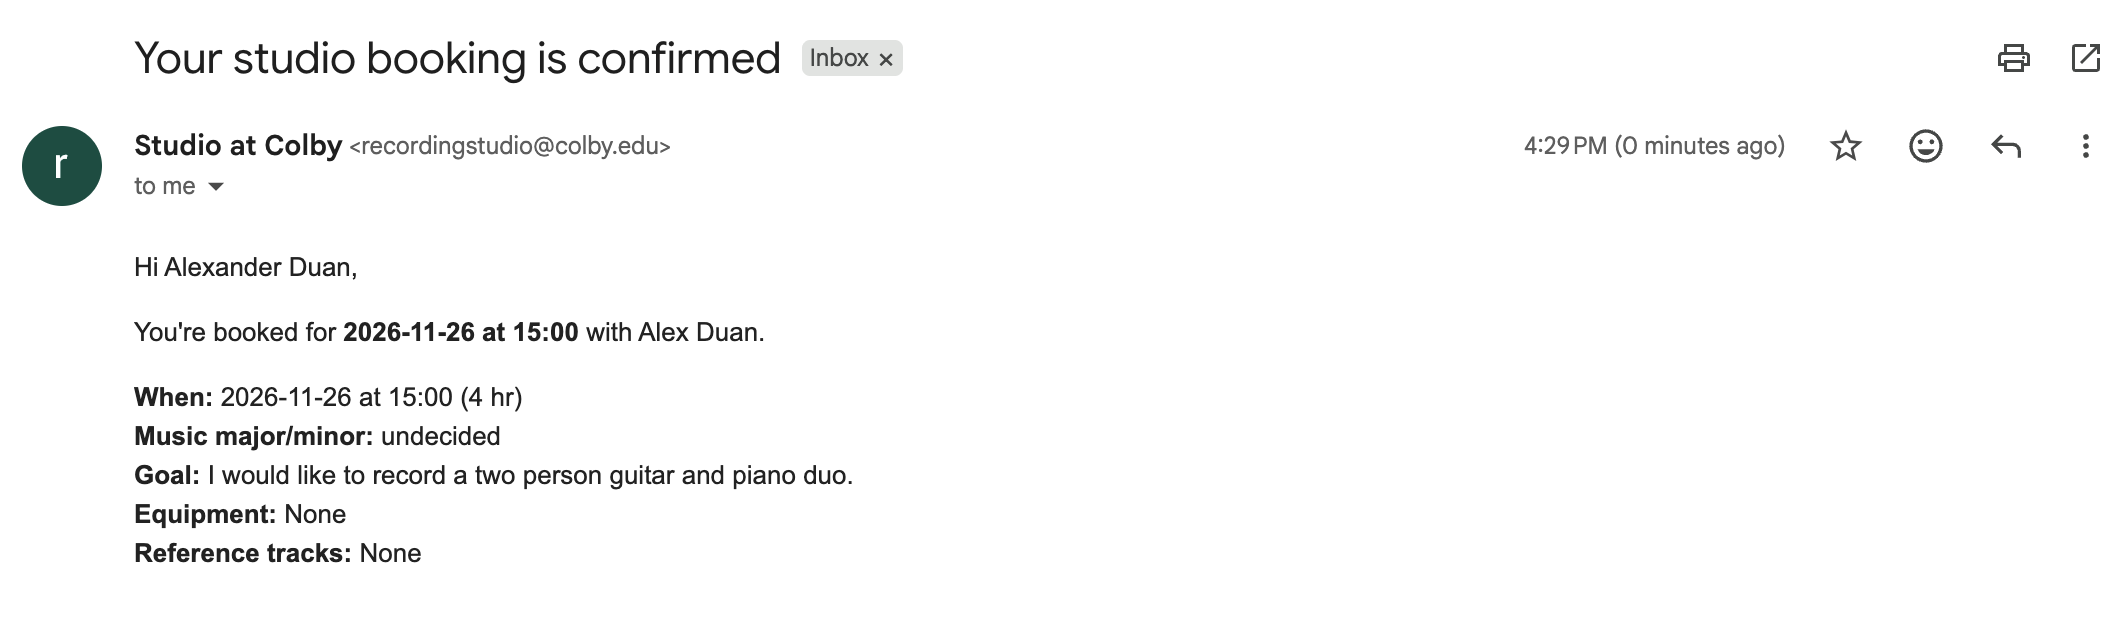 Your studio booking is confirmed Inbox ×
r
Studio at Colby <recordingstudio@colby.edu> 4:29 PM (0 minutes ago)
to me
Hi Alexander Duan,
You're booked for 2026-11-26 at 15:00 with Alex Duan.
When: 2026-11-26 at 15:00 (4 hr)
Music major/minor: undecided
Goal: I would like to record a two person guitar and piano duo.
Equipment: None
Reference tracks: None